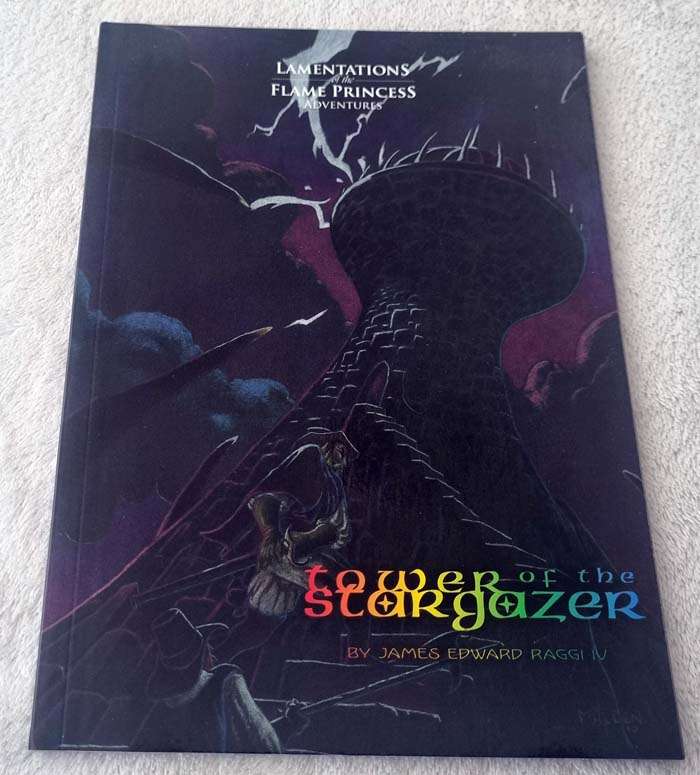 LAMENTATIONS
of the
FLAME PRINCESS
ADVENTURES
tower of the
stargazer
BY JAMES EDWARD RAGGI IV